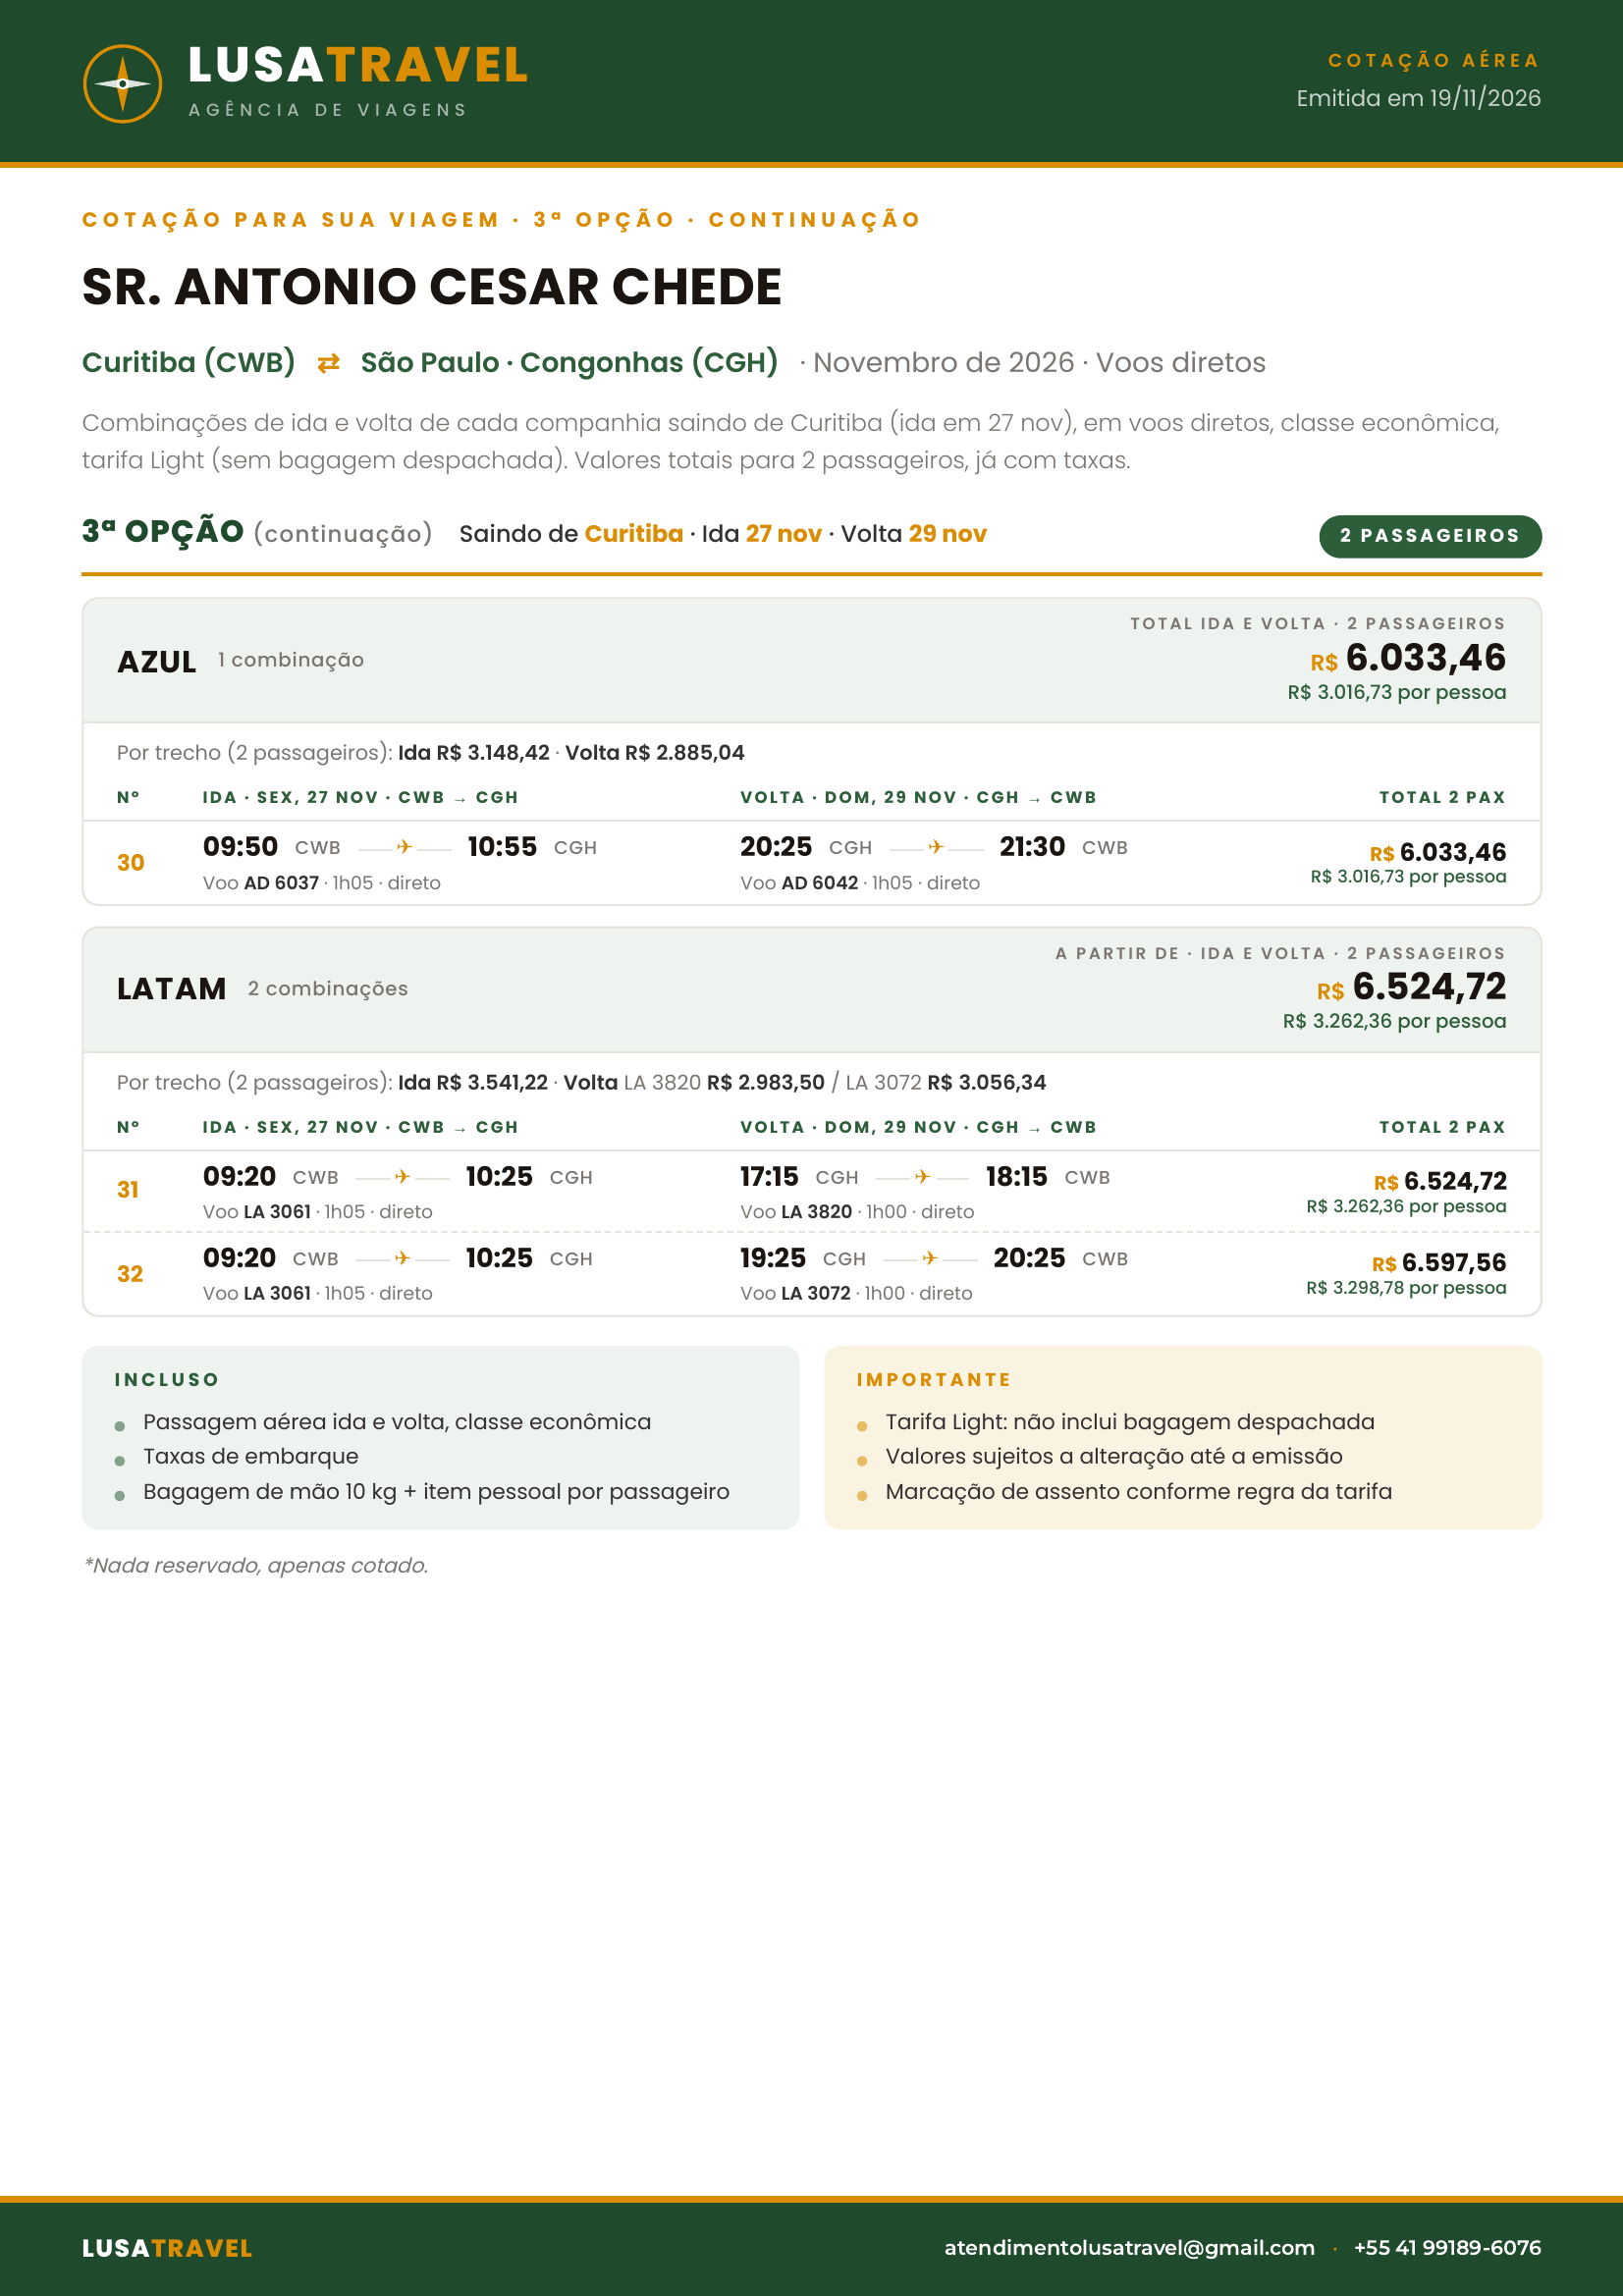 LUSATRAVEL
AGÊNCIA DE VIAGENS
COTAÇÃO AÉREA
Emitida em 19/11/2026
COTAÇÃO PARA SUA VIAGEM · 3ª OPÇÃO · CONTINUAÇÃO
SR. ANTONIO CESAR CHEDE
Curitiba (CWB) ⇄ São Paulo · Congonhas (CGH) · Novembro de 2026 · Voos diretos
Combinações de ida e volta de cada companhia saindo de Curitiba (ida em 27 nov), em voos diretos, classe econômica,
tarifa Light (sem bagagem despachada). Valores totais para 2 passageiros, já com taxas.
3ª OPÇÃO (continuação) Saindo de Curitiba · Ida 27 nov · Volta 29 nov
2 PASSAGEIROS
AZUL 1 combinação
TOTAL IDA E VOLTA · 2 PASSAGEIROS
R$ 6.033,46
R$ 3.016,73 por pessoa
Por trecho (2 passageiros): Ida R$ 3.148,42 · Volta R$ 2.885,04
Nº IDA · SEX, 27 NOV · CWB → CGH VOLTA · DOM, 29 NOV · CGH → CWB TOTAL 2 PAX
30 09:50 CWB ✈ 10:55 CGH 20:25 CGH ✈ 21:30 CWB R$ 6.033,46
Voo AD 6037 · 1h05 · direto Voo AD 6042 · 1h05 · direto R$ 3.016,73 por pessoa
LATAM 2 combinações
A PARTIR DE · IDA E VOLTA · 2 PASSAGEIROS
R$ 6.524,72
R$ 3.262,36 por pessoa
Por trecho (2 passageiros): Ida R$ 3.541,22 · Volta LA 3820 R$ 2.983,50 / LA 3072 R$ 3.056,34
Nº IDA · SEX, 27 NOV · CWB → CGH VOLTA · DOM, 29 NOV · CGH → CWB TOTAL 2 PAX
31 09:20 CWB ✈ 10:25 CGH 17:15 CGH ✈ 18:15 CWB R$ 6.524,72
Voo LA 3061 · 1h05 · direto Voo LA 3820 · 1h00 · direto R$ 3.262,36 por pessoa
32 09:20 CWB ✈ 10:25 CGH 19:25 CGH ✈ 20:25 CWB R$ 6.597,56
Voo LA 3061 · 1h05 · direto Voo LA 3072 · 1h00 · direto R$ 3.298,78 por pessoa
INCLUSO
Passagem aérea ida e volta, classe econômica
Taxas de embarque
Bagagem de mão 10 kg + item pessoal por passageiro
IMPORTANTE
Tarifa Light: não inclui bagagem despachada
Valores sujeitos a alteração até a emissão
Marcação de assento conforme regra da tarifa
*Nada reservado, apenas cotado.
LUSATRAVEL
atendimentolusatravel@gmail.com · +55 41 99189-6076